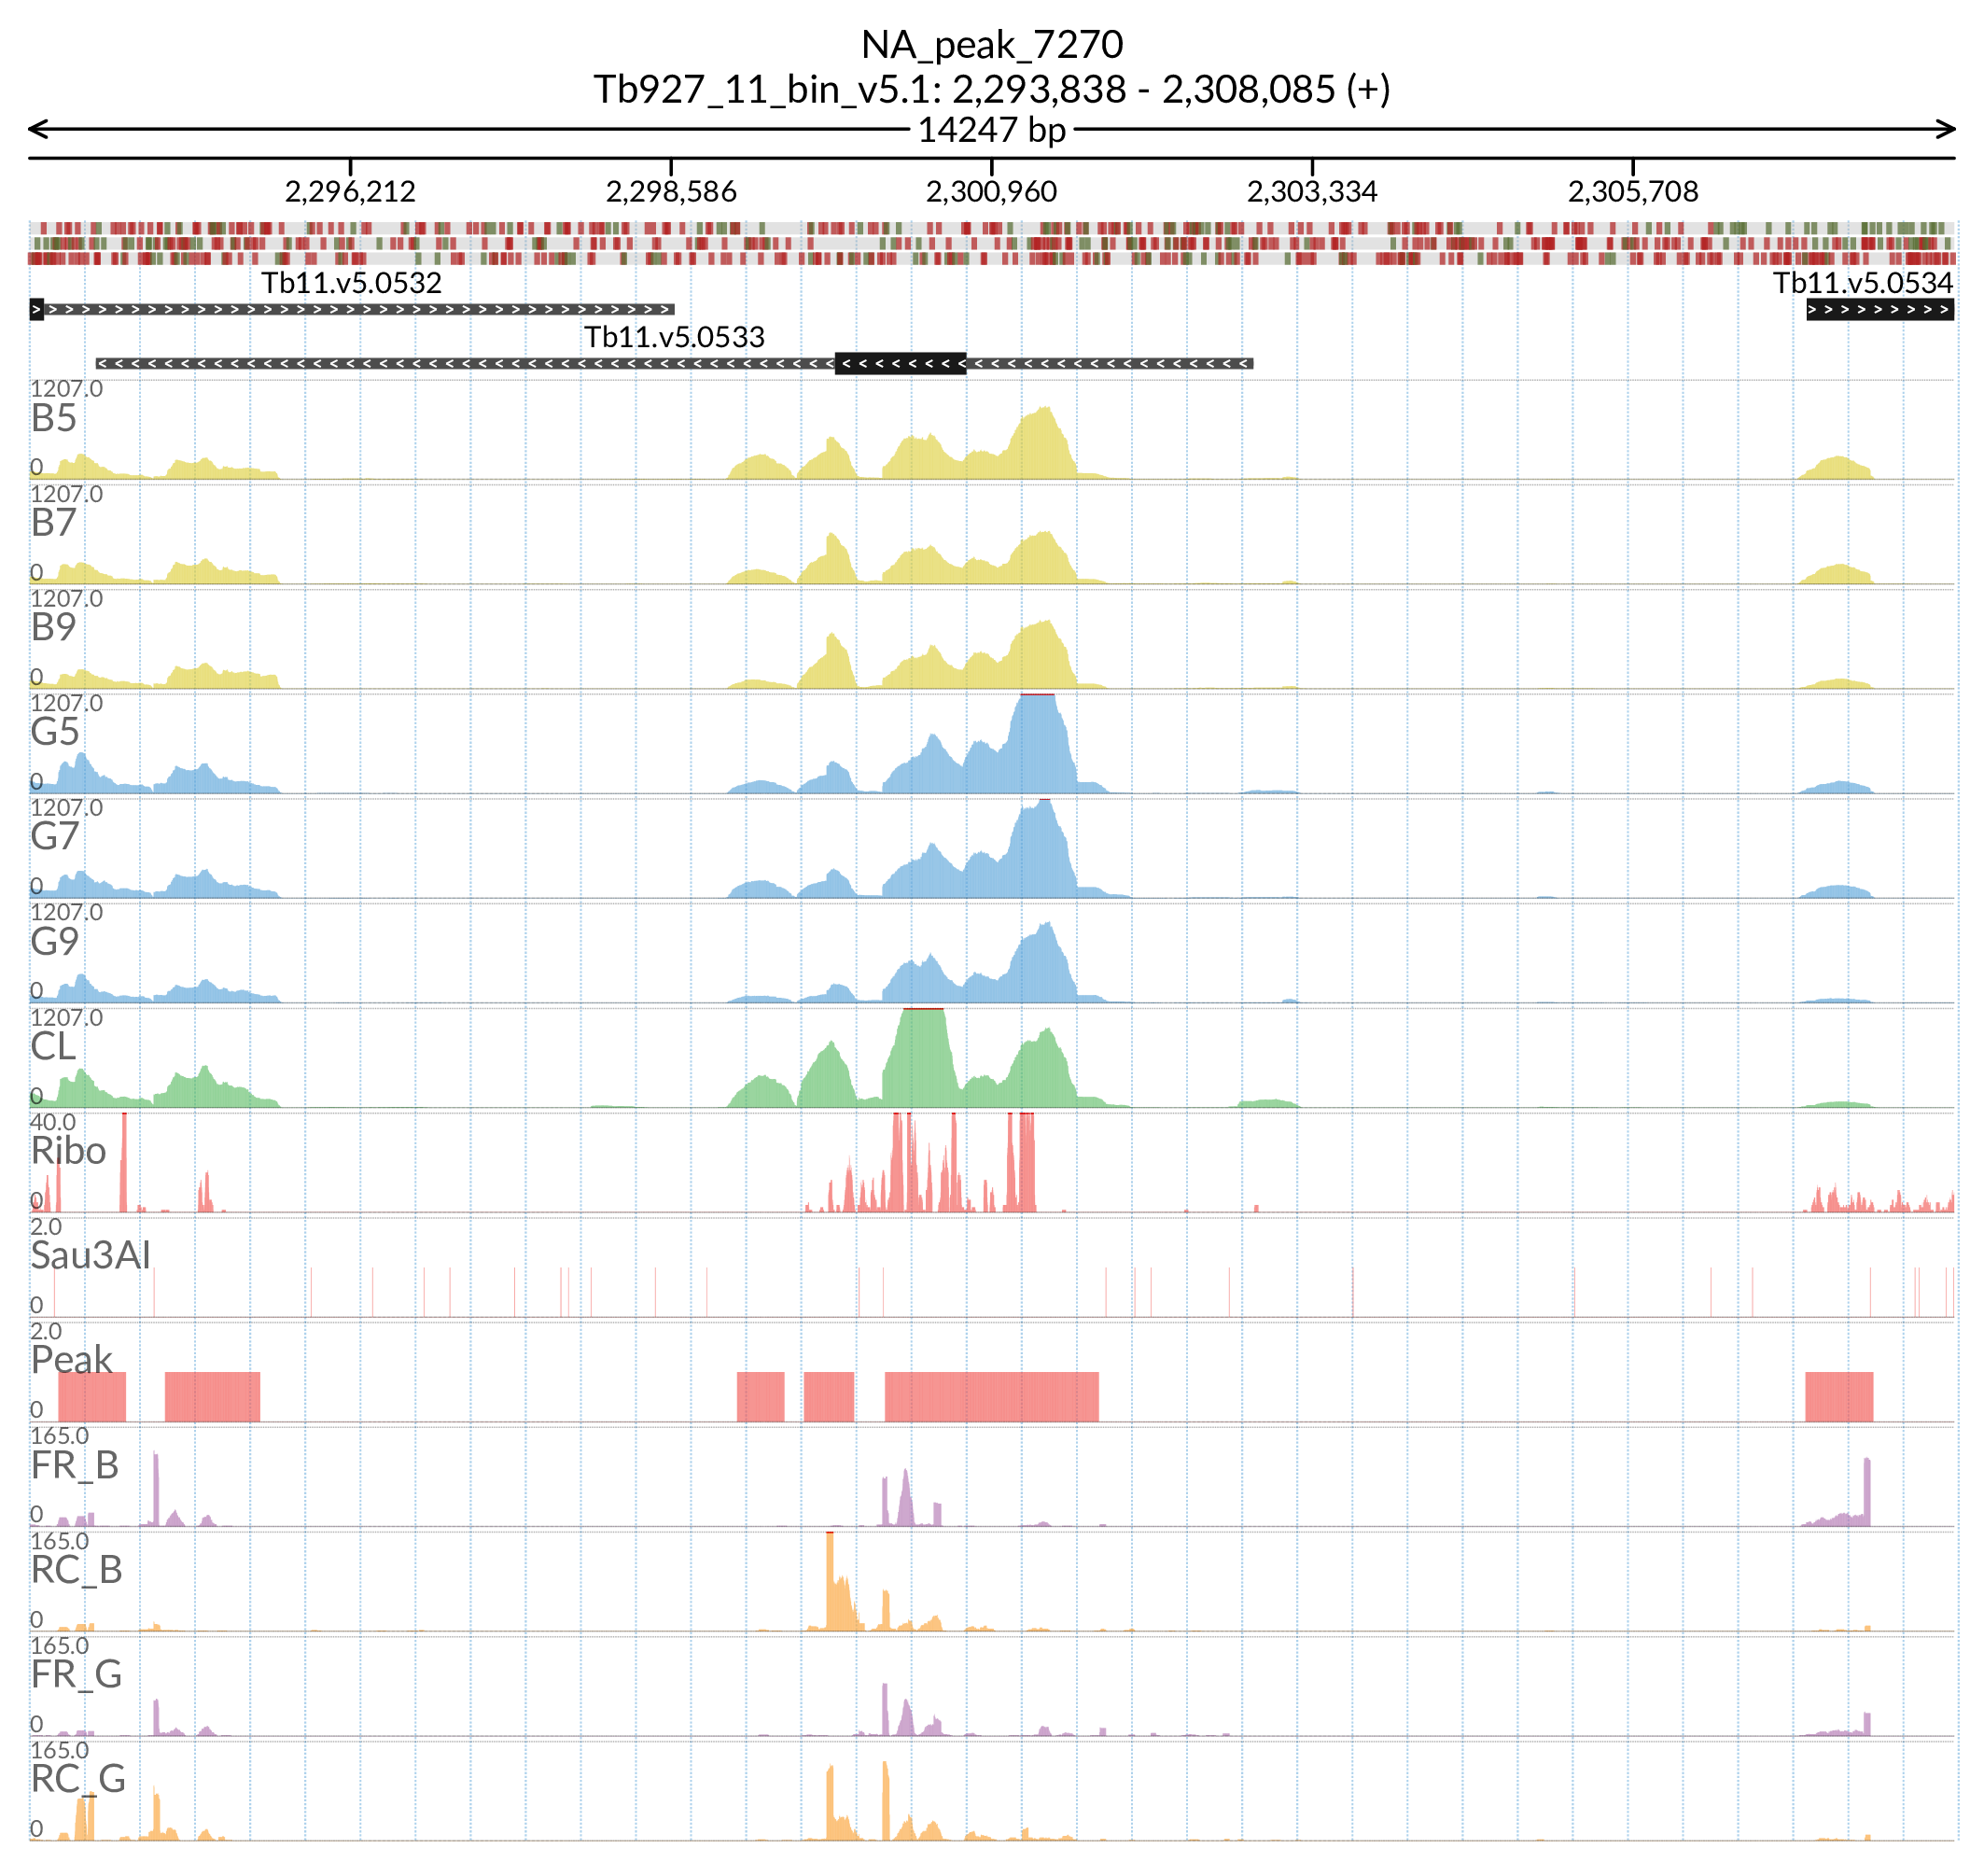 NA_peak_7270
Tb927_11_bin_v5.1: 2,293,838 - 2,308,085 (+)
14247 bp
2,296,212 2,298,586 2,300,960 2,303,334 2,305,708
Tb11.v5.0532 Tb11.v5.0534
Tb11.v5.0533
1207.0
B5
0
1207.0
B7
0
1207.0
B9
0
1207.0
G5
0
1207.0
G7
0
1207.0
G9
0
1207.0
CL
0
40.0
Ribo
0
2.0
Sau3AI
0
2.0
Peak
0
165.0
FR_B
0
165.0
RC_B
0
165.0
FR_G
0
165.0
RC_G
0